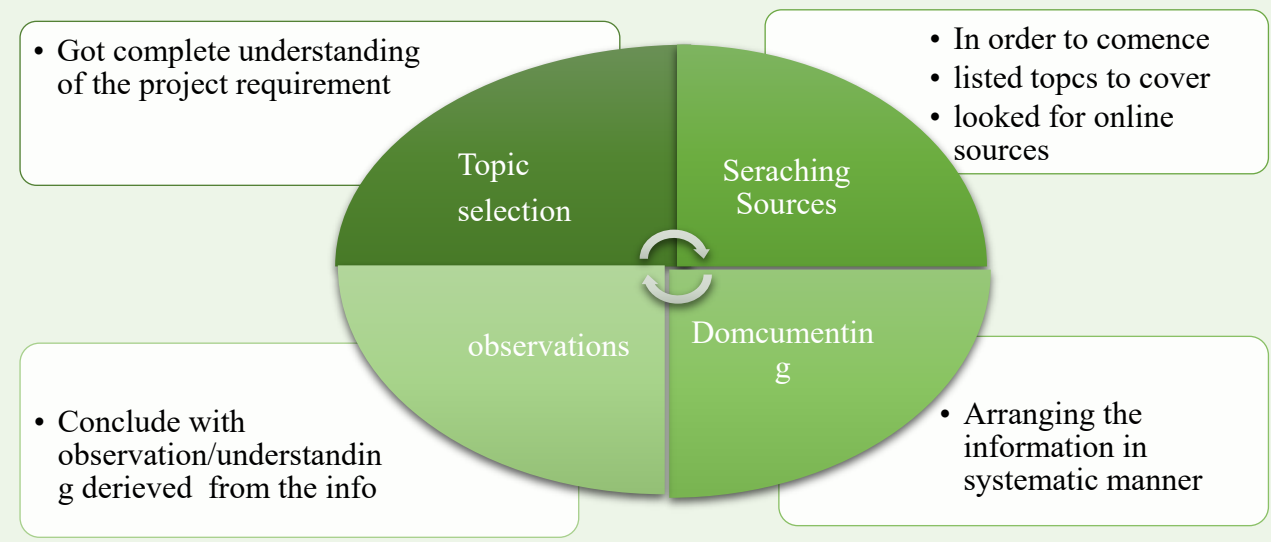 • Got complete understanding
of the project requirement
• In order to comence
• listed topcs to cover
• looked for online
sources
Topic
selection
Seraching
Sources
observations
Domcumentin
g
• Conclude with
observation/understandin
g derieved  from the info
• Arranging the
information in
systematic manner